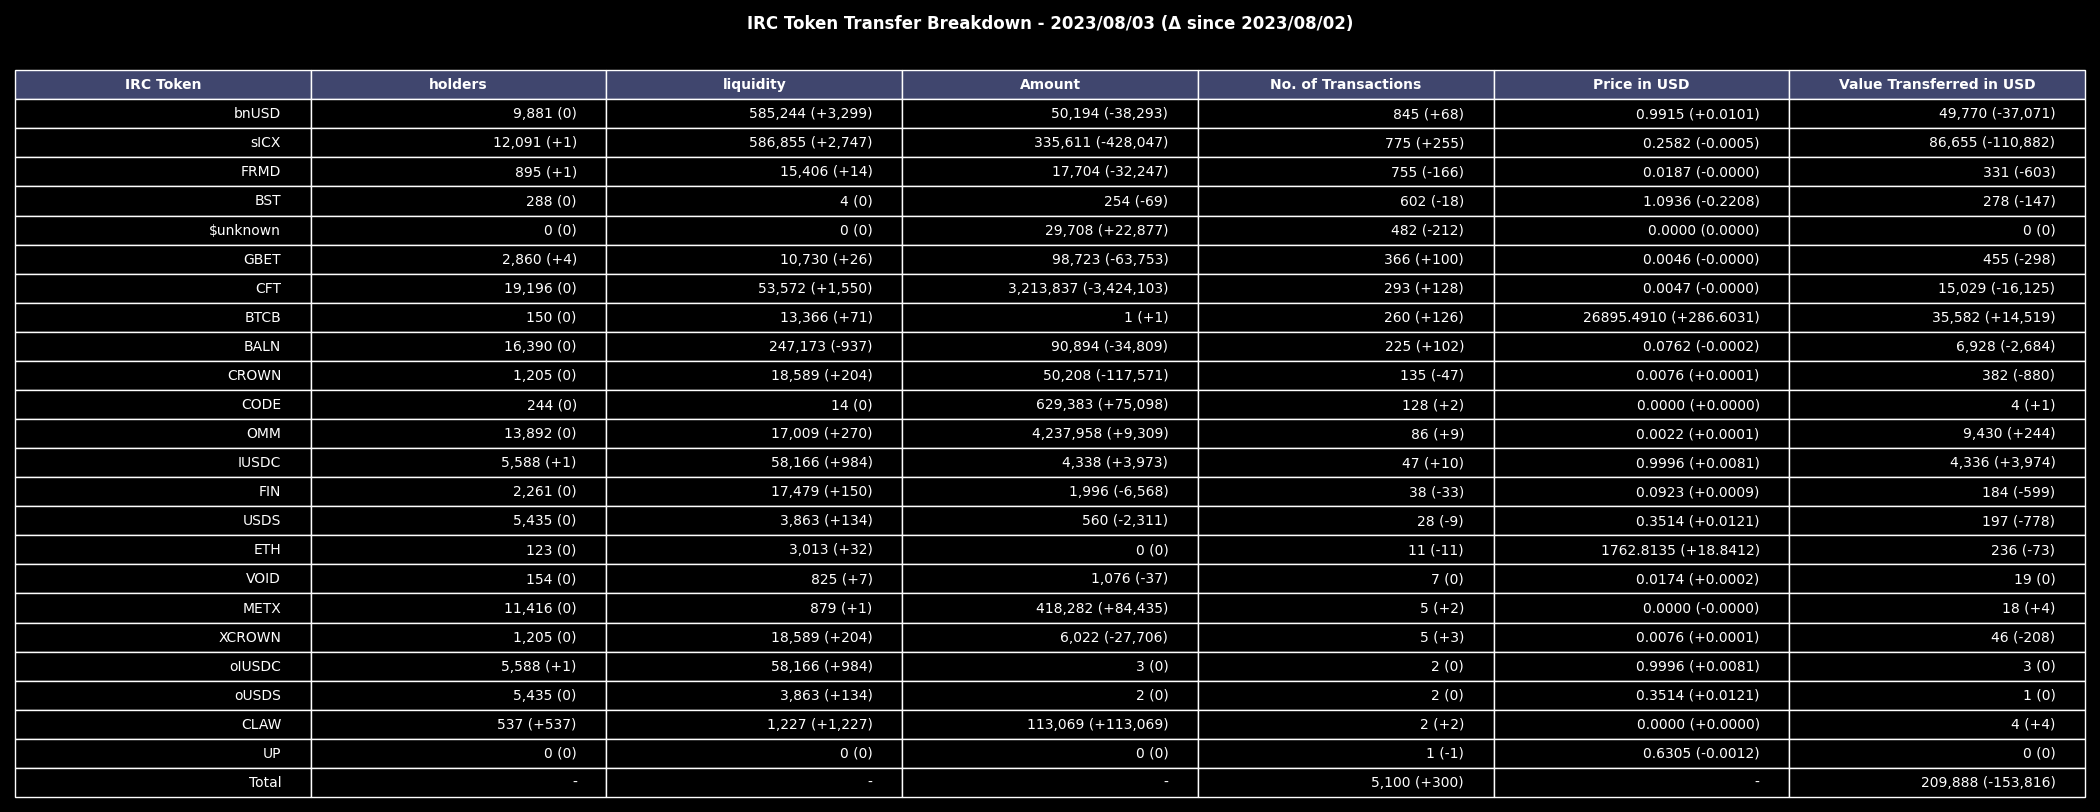 IRC Token Transfer Breakdown - 2023/08/03 (Δ since 2023/08/02)
IRC Token holders liquidity Amount No. of Transactions Price in USD Value Transferred in USD
bnUSD 9,881 (0) 585,244 (+3,299) 50,194 (-38,293) 845 (+68) 0.9915 (+0.0101) 49,770 (-37,071)
sICX 12,091 (+1) 586,855 (+2,747) 335,611 (-428,047) 775 (+255) 0.2582 (-0.0005) 86,655 (-110,882)
FRMD 895 (+1) 15,406 (+14) 17,704 (-32,247) 755 (-166) 0.0187 (-0.0000) 331 (-603)
BST 288 (0) 4 (0) 254 (-69) 602 (-18) 1.0936 (-0.2208) 278 (-147)
$unknown 0 (0) 0 (0) 29,708 (+22,877) 482 (-212) 0.0000 (0.0000) 0 (0)
GBET 2,860 (+4) 10,730 (+26) 98,723 (-63,753) 366 (+100) 0.0046 (-0.0000) 455 (-298)
CFT 19,196 (0) 53,572 (+1,550) 3,213,837 (-3,424,103) 293 (+128) 0.0047 (-0.0000) 15,029 (-16,125)
BTCB 150 (0) 13,366 (+71) 1 (+1) 260 (+126) 26895.4910 (+286.6031) 35,582 (+14,519)
BALN 16,390 (0) 247,173 (-937) 90,894 (-34,809) 225 (+102) 0.0762 (-0.0002) 6,928 (-2,684)
CROWN 1,205 (0) 18,589 (+204) 50,208 (-117,571) 135 (-47) 0.0076 (+0.0001) 382 (-880)
CODE 244 (0) 14 (0) 629,383 (+75,098) 128 (+2) 0.0000 (+0.0000) 4 (+1)
OMM 13,892 (0) 17,009 (+270) 4,237,958 (+9,309) 86 (+9) 0.0022 (+0.0001) 9,430 (+244)
IUSDC 5,588 (+1) 58,166 (+984) 4,338 (+3,973) 47 (+10) 0.9996 (+0.0081) 4,336 (+3,974)
FIN 2,261 (0) 17,479 (+150) 1,996 (-6,568) 38 (-33) 0.0923 (+0.0009) 184 (-599)
USDS 5,435 (0) 3,863 (+134) 560 (-2,311) 28 (-9) 0.3514 (+0.0121) 197 (-778)
ETH 123 (0) 3,013 (+32) 0 (0) 11 (-11) 1762.8135 (+18.8412) 236 (-73)
VOID 154 (0) 825 (+7) 1,076 (-37) 7 (0) 0.0174 (+0.0002) 19 (0)
METX 11,416 (0) 879 (+1) 418,282 (+84,435) 5 (+2) 0.0000 (-0.0000) 18 (+4)
XCROWN 1,205 (0) 18,589 (+204) 6,022 (-27,706) 5 (+3) 0.0076 (+0.0001) 46 (-208)
oIUSDC 5,588 (+1) 58,166 (+984) 3 (0) 2 (0) 0.9996 (+0.0081) 3 (0)
oUSDS 5,435 (0) 3,863 (+134) 2 (0) 2 (0) 0.3514 (+0.0121) 1 (0)
CLAW 537 (+537) 1,227 (+1,227) 113,069 (+113,069) 2 (+2) 0.0000 (+0.0000) 4 (+4)
UP 0 (0) 0 (0) 0 (0) 1 (-1) 0.6305 (-0.0012) 0 (0)
Total - - - 5,100 (+300) - 209,888 (-153,816)